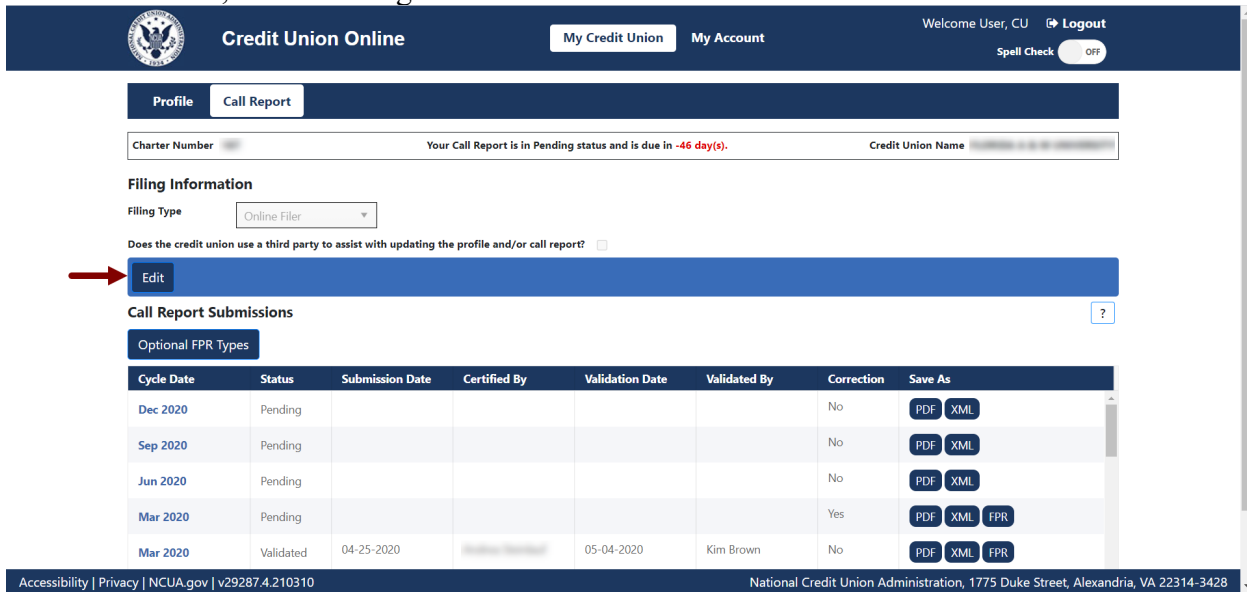 Credit Union Online
My Credit Union
My Account
Welcome User, CU Logout
Spell Check OFF
Profile Call Report
Charter Number
Your Call Report is in Pending status and is due in -46 day(s).
Credit Union Name
Filing Information
Filing Type Online Filer
Does the credit union use a third party to assist with updating the profile and/or call report?
Edit
Call Report Submissions ?
Optional FPR Types
Cycle Date Status Submission Date Certified By Validation Date Validated By Correction Save As
Dec 2020 Pending No PDF XML
Sep 2020 Pending No PDF XML
Jun 2020 Pending No PDF XML
Mar 2020 Pending Yes PDF XML FPR
Mar 2020 Validated 04-25-2020 05-04-2020 Kim Brown No PDF XML FPR
Accessibility | Privacy | NCUA.gov | v29287.4.210310 National Credit Union Administration, 1775 Duke Street, Alexandria, VA 22314-3428